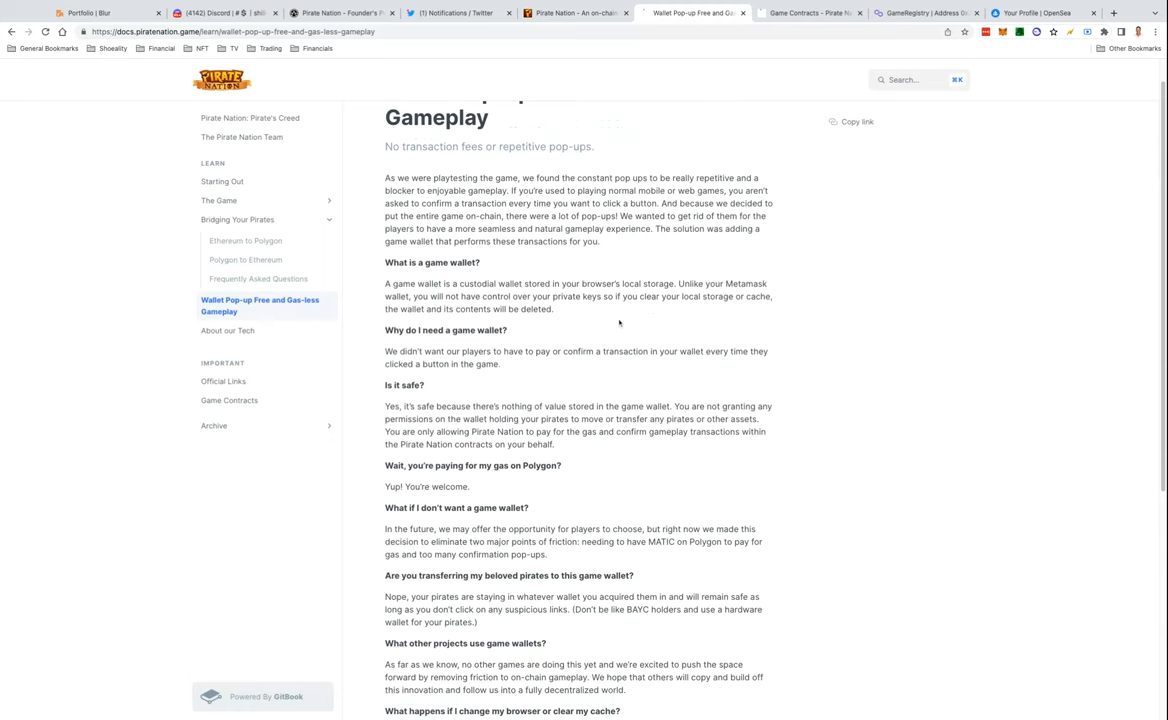 Portfolio | Blur
(4142) Discord | #
Pirate Nation - Founder's P
(1) Notifications / Twitter
Pirate Nation - An on-chain
Wallet Pop-up Free and Gas
Game Contracts - Pirate Na
GameRegistry | Address 0x
Your Profile | OpenSea
https://docs.piratenation.game/learn/wallet-pop-up-free-and-gas-less-gameplay
General Bookmarks
Shoeality
Financial
NFT
TV
Trading
Financials
Other Bookmarks
PIRATE NATION
Search...
⌘K
Pirate Nation: Pirate's Creed
The Pirate Nation Team
LEARN
Starting Out
The Game
Bridging Your Pirates
Ethereum to Polygon
Polygon to Ethereum
Frequently Asked Questions
Wallet Pop-up Free and Gas-less
Gameplay
About our Tech
IMPORTANT
Official Links
Game Contracts
Archive
Powered By GitBook
Gameplay
Copy link
No transaction fees or repetitive pop-ups.
As we were playtesting the game, we found the constant pop ups to be really repetitive and a
blocker to enjoyable gameplay. If you're used to playing normal mobile or web games, you aren't
asked to confirm a transaction every time you want to click a button. And because we decided to
put the entire game on-chain, there were a lot of pop-ups! We wanted to get rid of them for the
players to have a more seamless and natural gameplay experience. The solution was adding a
game wallet that performs these transactions for you.
What is a game wallet?
A game wallet is a custodial wallet stored in your browser's local storage. Unlike your Metamask
wallet, you will not have control over your private keys so if you clear your local storage or cache,
the wallet and its contents will be deleted.
Why do I need a game wallet?
We didn't want our players to have to pay or confirm a transaction in your wallet every time they
clicked a button in the game.
Is it safe?
Yes, it's safe because there's nothing of value stored in the game wallet. You are not granting any
permissions on the wallet holding your pirates to move or transfer any pirates or other assets.
You are only allowing Pirate Nation to pay for the gas and confirm gameplay transactions within
the Pirate Nation contracts on your behalf.
Wait, you're paying for my gas on Polygon?
Yup! You're welcome.
What if I don't want a game wallet?
In the future, we may offer the opportunity for players to choose, but right now we made this
decision to eliminate two major points of friction: needing to have MATIC on Polygon to pay for
gas and too many confirmation pop-ups.
Are you transferring my beloved pirates to this game wallet?
Nope, your pirates are staying in whatever wallet you acquired them in and will remain safe as
long as you don't click on any suspicious links. (Don't be like BAYC holders and use a hardware
wallet for your pirates.)
What other projects use game wallets?
As far as we know, no other games are doing this yet and we're excited to push the space
forward by removing friction to on-chain gameplay. We hope that others will copy and build off
this innovation and follow us into a fully decentralized world.
What happens if I change my browser or clear my cache?